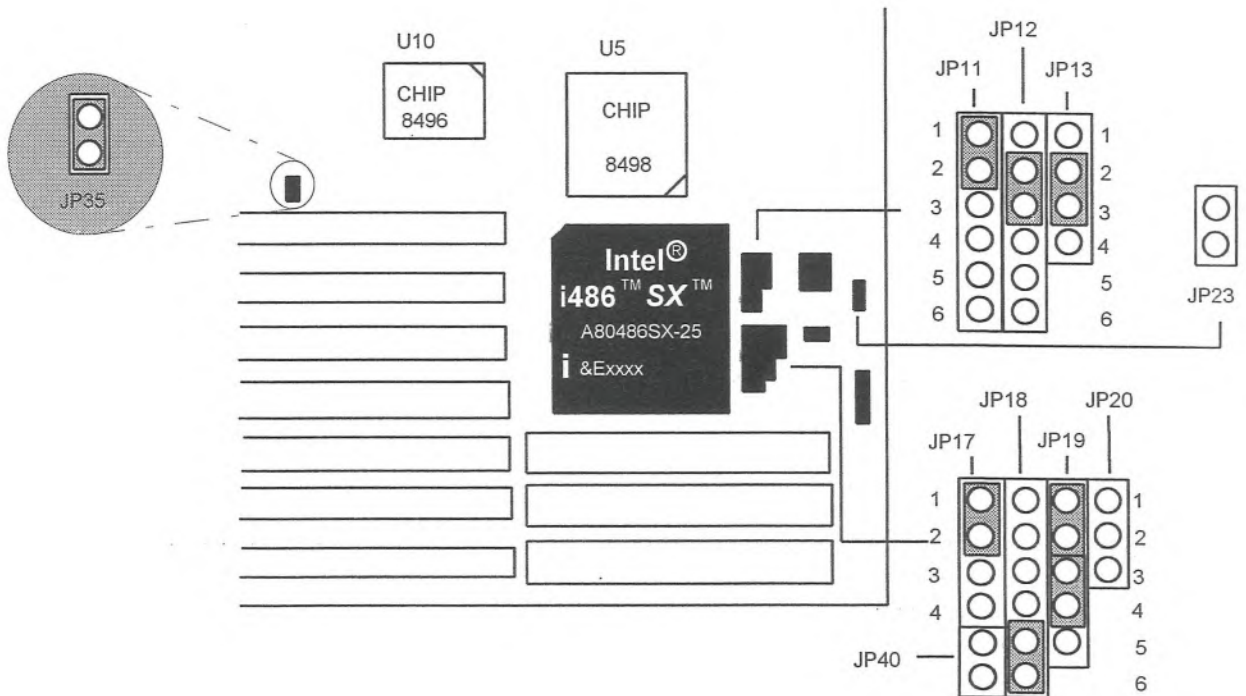 JP35
U10
CHIP
8496
U5
CHIP
8498
Intel®
i486™ SX™
A80486SX-25
i &Exxxx
JP12
JP11
JP13
1
2
3
4
5
6
1
2
3
4
5
6
JP23
JP18
JP20
JP17
JP19
1
2
3
4
1
2
3
4
5
6
JP40